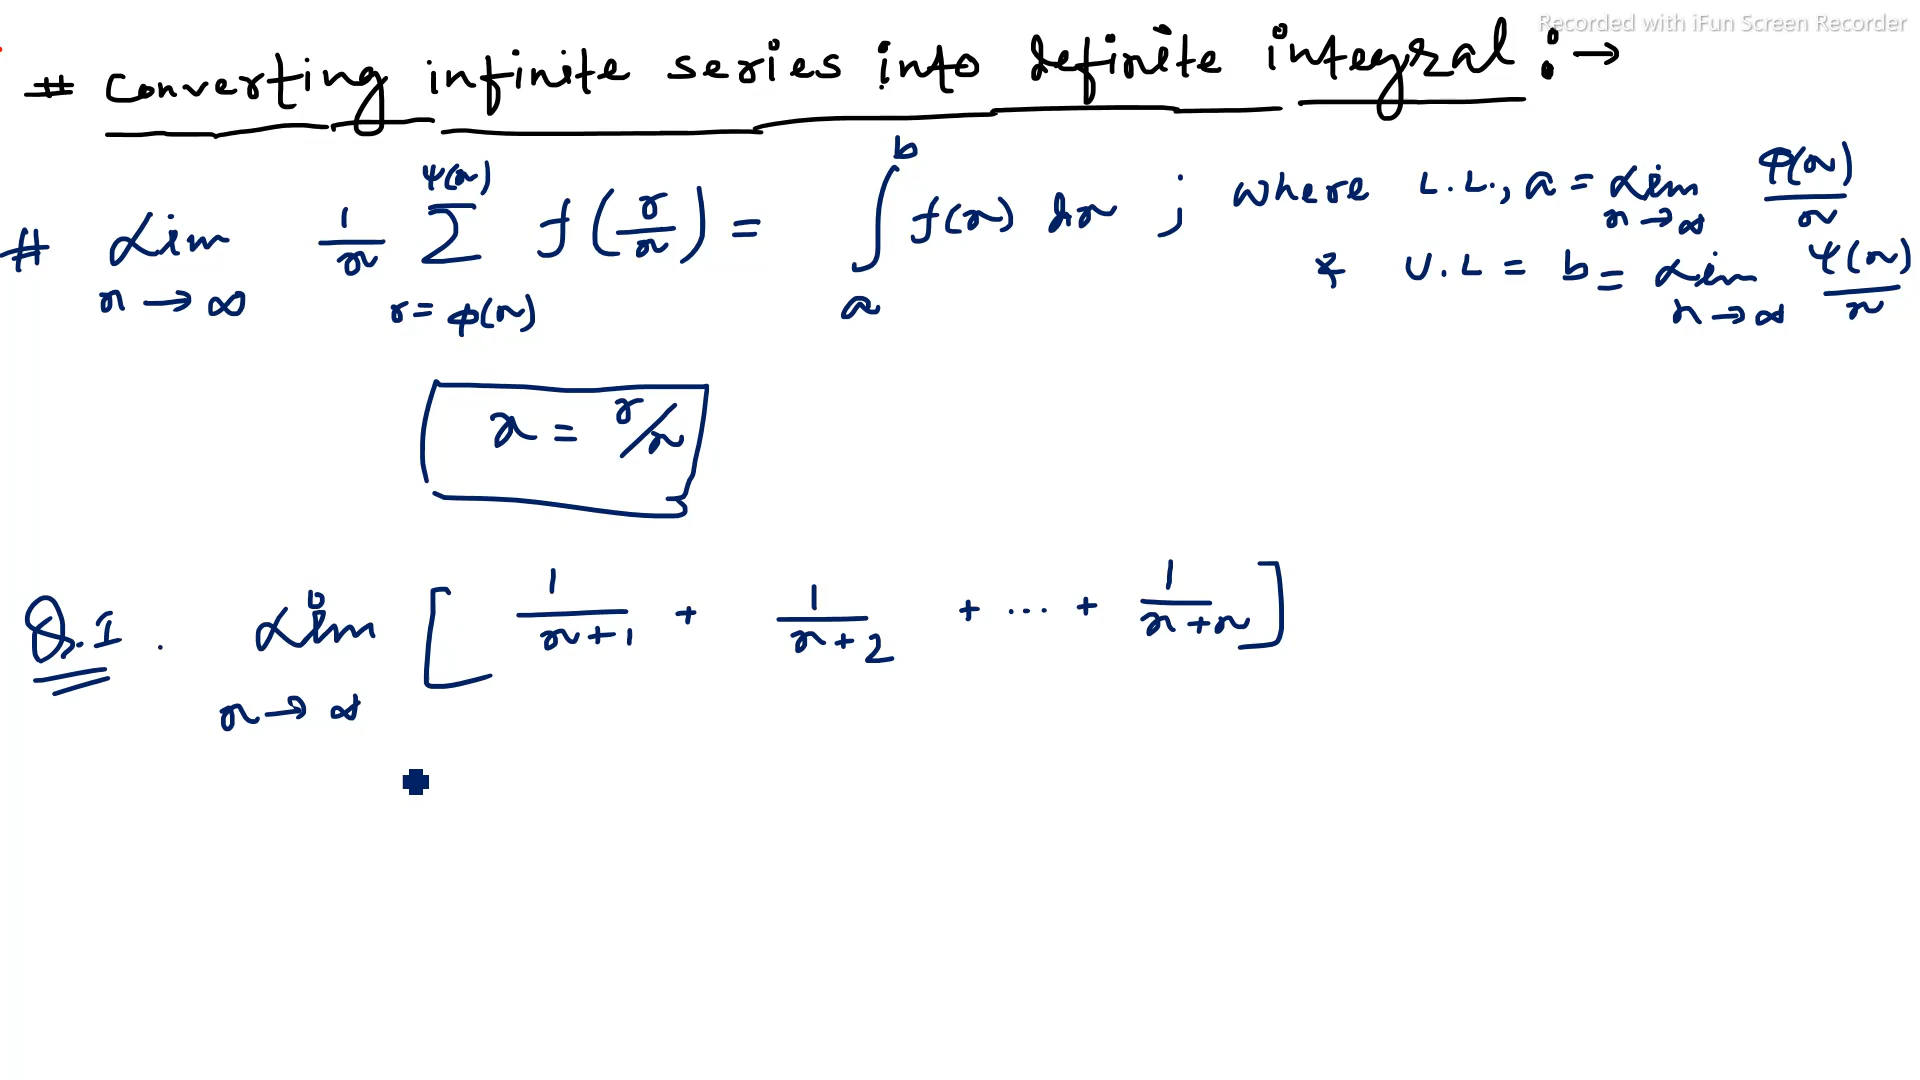 Recorded with iFun Screen Recorder
# Converting infinite series into definite integral :→
# Lim n→∞ 1/n Σ r=φ(n) ψ(n) f(r/n) = ∫ a b f(x) dx ; where L.L., a = Lim n→∞ φ(n)/n
& U.L = b = Lim n→∞ ψ(n)/n
x = r/n
Q.1. Lim n→∞ [ 1/n+1 + 1/n+2 + ... + 1/n+n ]